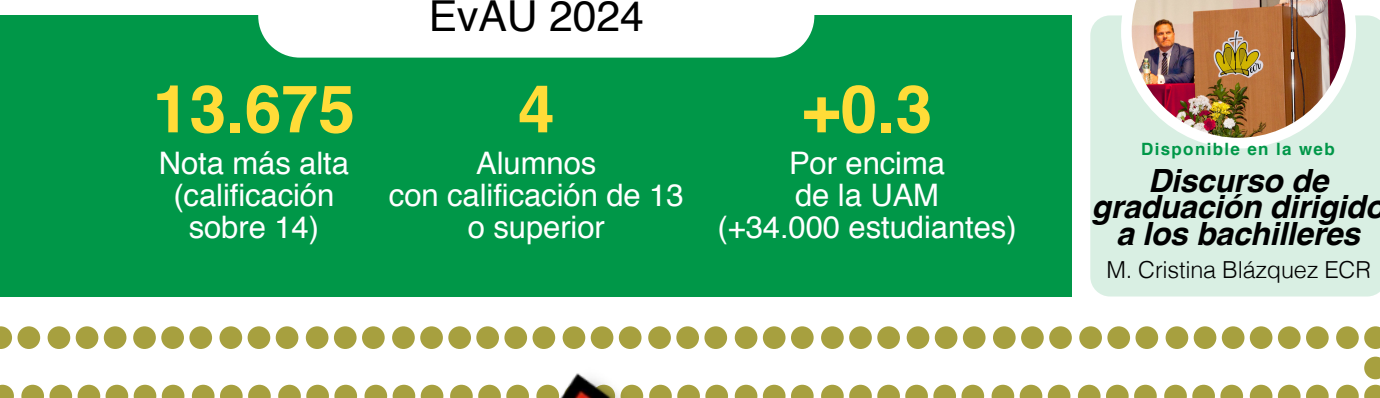 EvAU 2024
13.675
Nota más alta
(calificación
sobre 14)
4
Alumnos
con calificación de 13
o superior
+0.3
Por encima
de la UAM
(+34.000 estudiantes)
Disponible en la web
Discurso de
graduación dirigido
a los bachilleres
M. Cristina Blázquez ECR